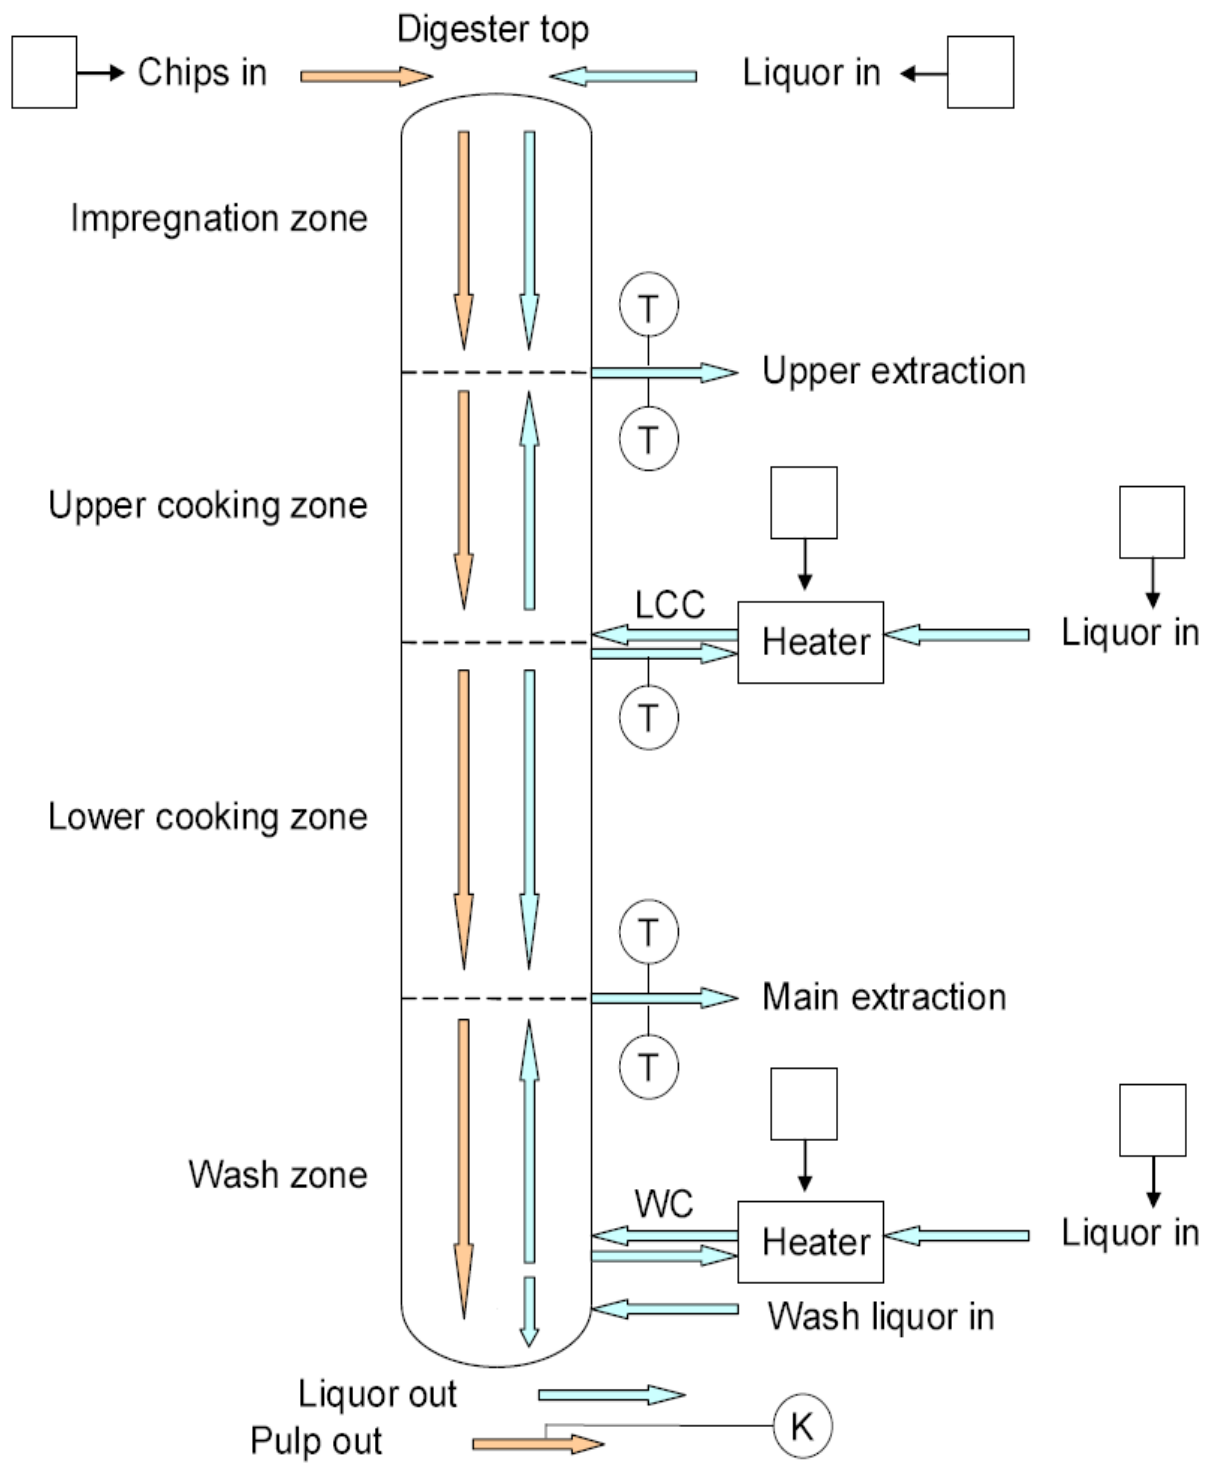 Digester top
Chips in
Liquor in
Impregnation zone
T
Upper extraction
T
Upper cooking zone
LCC
Heater
Liquor in
T
Lower cooking zone
T
Main extraction
T
Wash zone
WC
Heater
Liquor in
Wash liquor in
Liquor out
Pulp out
K